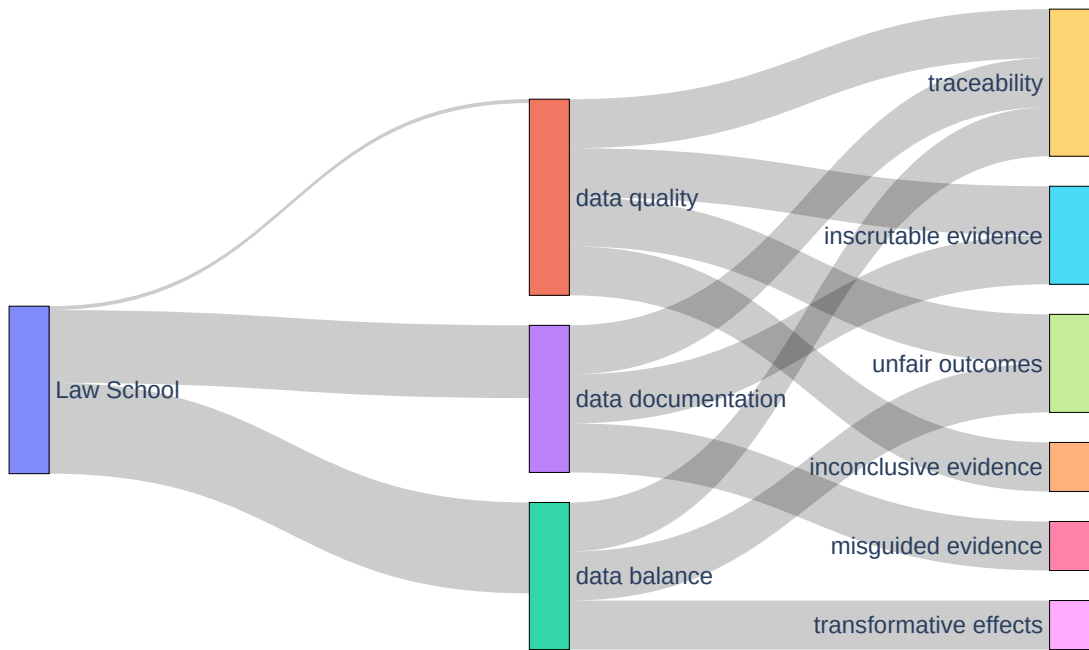 Law School
data quality
data documentation
data balance
traceability
inscrutable evidence
unfair outcomes
inconclusive evidence
misguided evidence
transformative effects